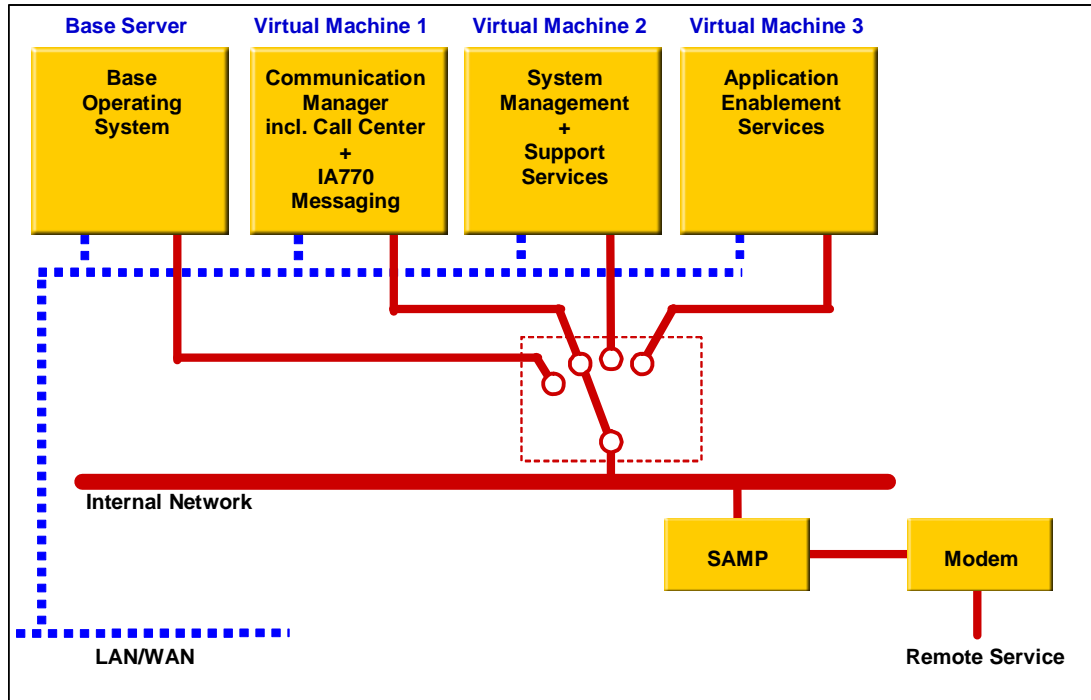 Base Server
Virtual Machine 1
Virtual Machine 2
Virtual Machine 3
Base
Operating
System
Communication
Manager
incl. Call Center
+
IA770
Messaging
System
Management
+
Support
Services
Application
Enablement
Services
Internal Network
SAMP
Modem
LAN/WAN
Remote Service